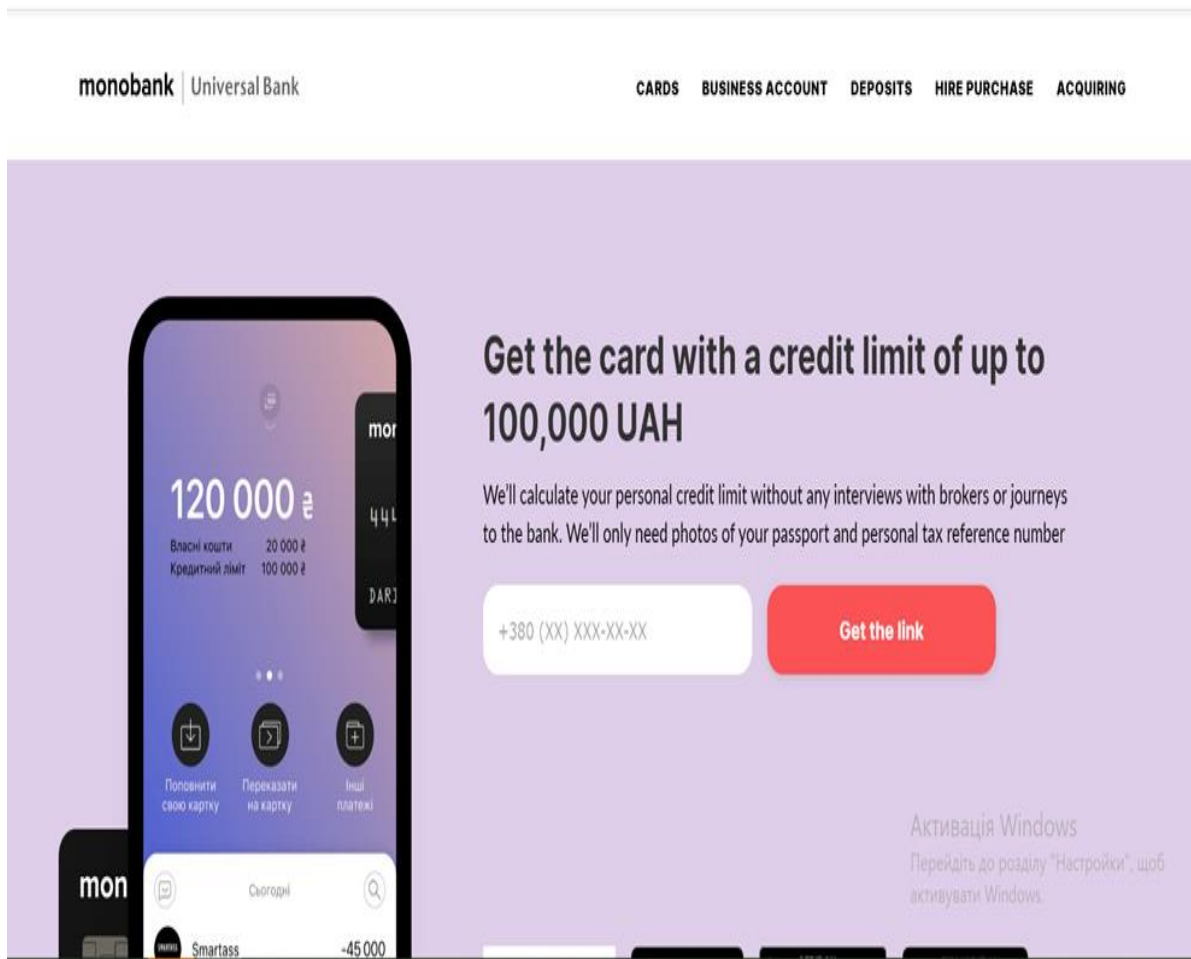 monobank | Universal Bank
CARDS BUSINESS ACCOUNT DEPOSITS HIRE PURCHASE ACQUIRING
Get the card with a credit limit of up to
100,000 UAH
We'll calculate your personal credit limit without any interviews with brokers or journeys
to the bank. We'll only need photos of your passport and personal tax reference number
+380 (XX) XXX-XX-XX
Get the link
120 000 ₴
Власні кошти 20 000 ₴
Кредитний ліміт 100 000 ₴
mon
444
DARI
Поповнити
свою картку
Переказати
на картку
Інші
платежі
mon
Сьогодні
Smartass -45 000
Активація Windows
Перейдіть до розділу "Настройки", щоб
активувати Windows.